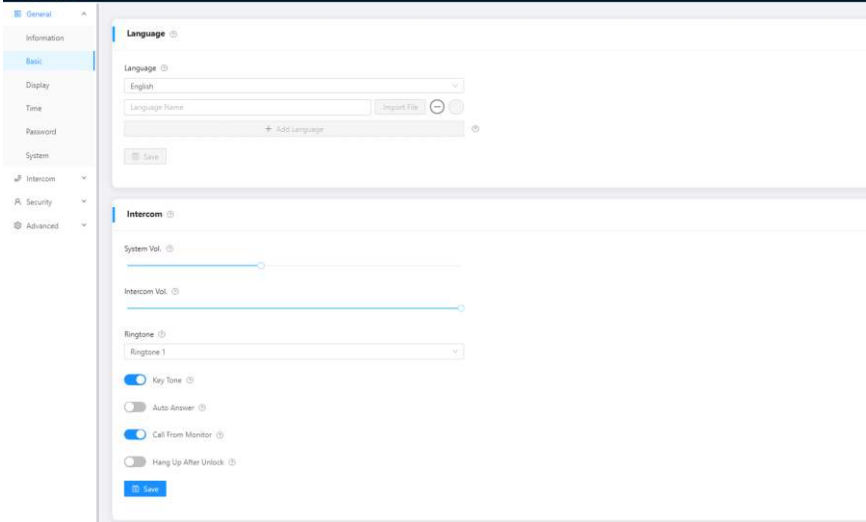 General
Information
Basic
Display
Time
Password
System
Intercom
Security
Advanced
Language
Language
English
Language Name
Import File
+ Add Language
Save
Intercom
System Vol.
Intercom Vol.
Ringtone
Ringtone 1
Key Tone
Auto Answer
Call From Monitor
Hang Up After Unlock
Save